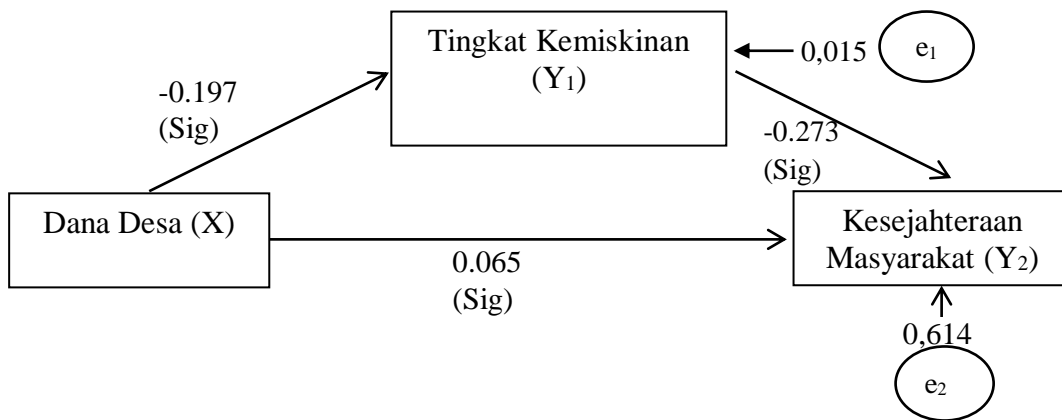 Tingkat Kemiskinan
(Y₁)
0,015
e₁
-0.197
(Sig)
-0.273
(Sig)
Dana Desa (X)
Kesejahteraan
Masyarakat (Y₂)
0.065
(Sig)
0,614
e₂